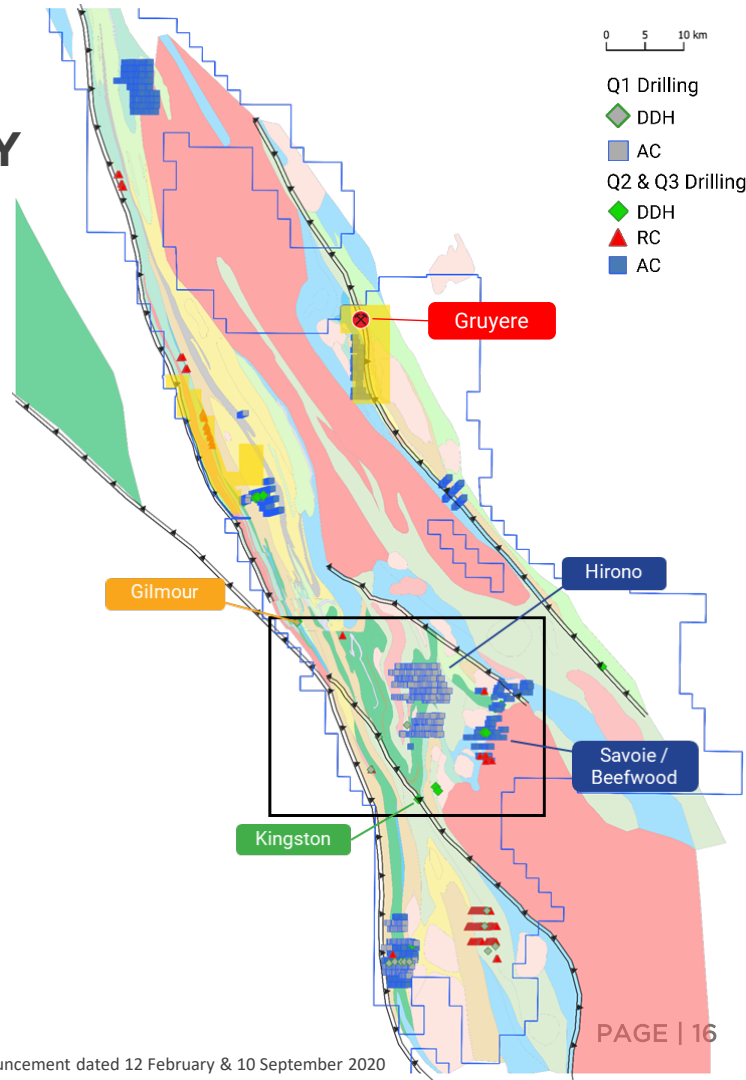 Y
0 5 10 km
Q1 Drilling
DDH
AC
Q2 & Q3 Drilling
DDH
RC
AC
Gruyere
Hirono
Gilmour
Savoie /
Beefwood
Kingston
PAGE | 16
uncement dated 12 February & 10 September 2020